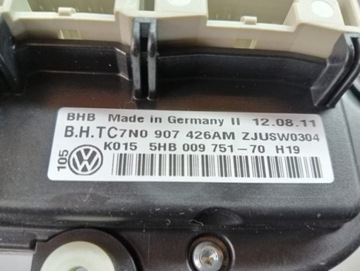 BHB Made in Germany II 12.08.11
B.H.TC7N0 907 426AM ZJUSW0304
K015 5HB 009 751-70 H19
105